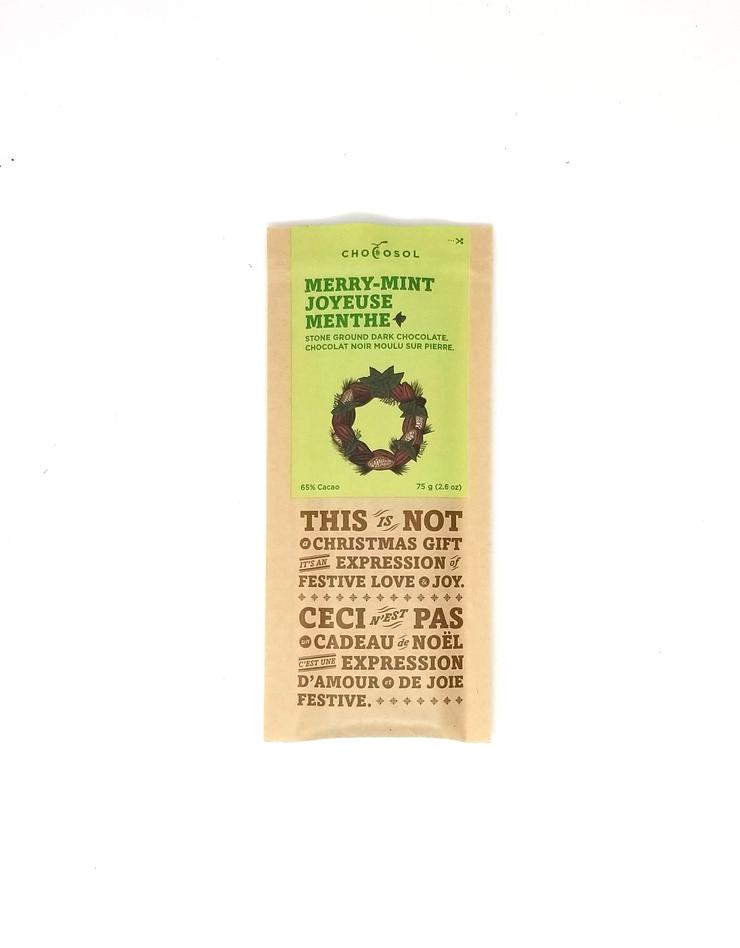 CHOCOSOL
MERRY-MINT
JOYEUSE
MENTHE
STONE GROUND DARK CHOCOLATE.
CHOCOLAT NOIR MOULU SUR PIERRE.
65% Cacao 75 g (2.6 oz)
THIS IS NOT
a CHRISTMAS GIFT
IT'S AN EXPRESSION of
FESTIVE LOVE & JOY.
CECI N'EST PAS
un CADEAU de NOËL
C'EST UNE EXPRESSION
D'AMOUR et DE JOIE
FESTIVE.